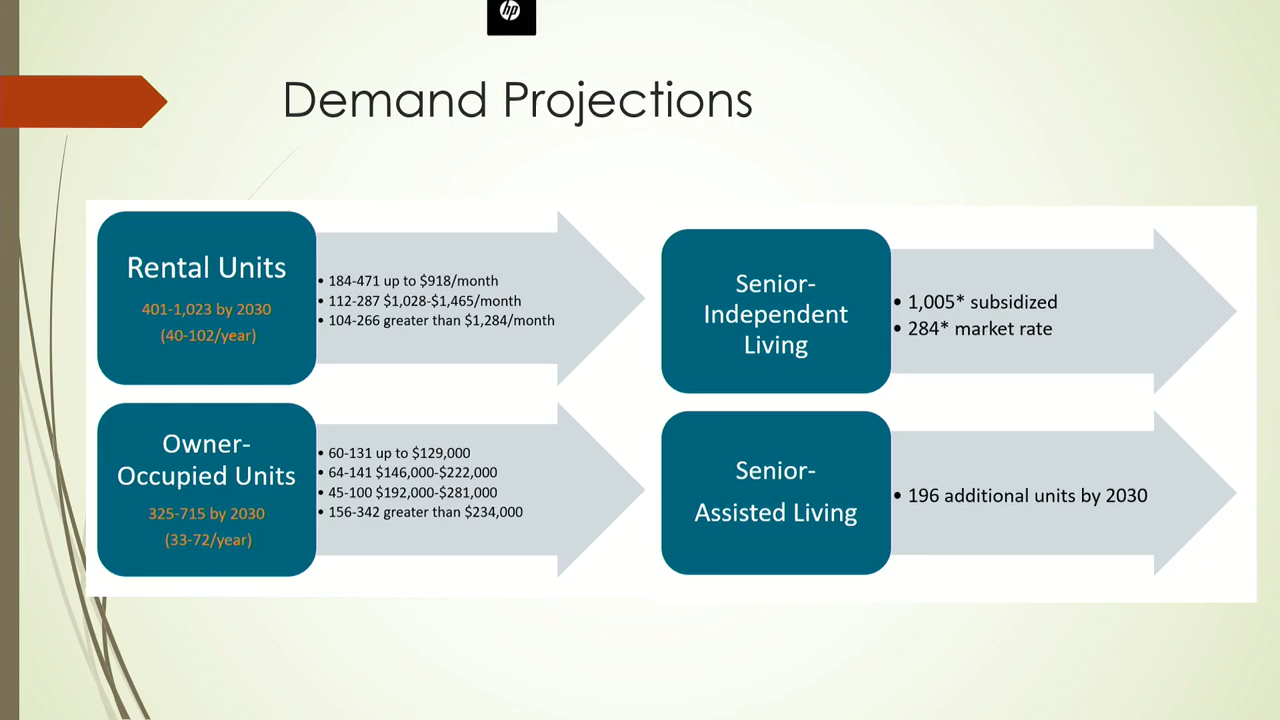 hp
Demand Projections
Rental Units
401-1,023 by 2030
(40-102/year)
• 184-471 up to $918/month
• 112-287 $1,028-$1,465/month
• 104-266 greater than $1,284/month
Owner-
Occupied Units
325-715 by 2030
(33-72/year)
• 60-131 up to $129,000
• 64-141 $146,000-$222,000
• 45-100 $192,000-$281,000
• 156-342 greater than $234,000
Senior-
Independent
Living
• 1,005* subsidized
• 284* market rate
Senior-
Assisted Living
• 196 additional units by 2030